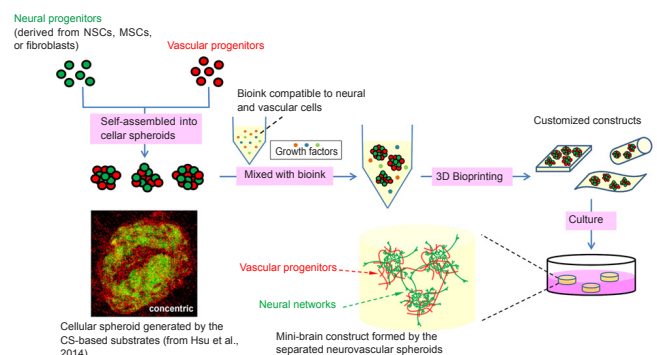 Neural progenitors
(derived from NSCs, MSCs,
or fibroblasts)
Vascular progenitors
Self-assembled into
cellar spheroids
Bioink compatible to neural
and vascular cells
Growth factors
Mixed with bioink
3D Bioprinting
Customized constructs
Culture
concentric
Cellular spheroid generated by the
CS-based substrates (from Hsu et al.,
2014)
Vascular progenitors
Neural networks
Mini-brain construct formed by the
separated neurovascular spheroids